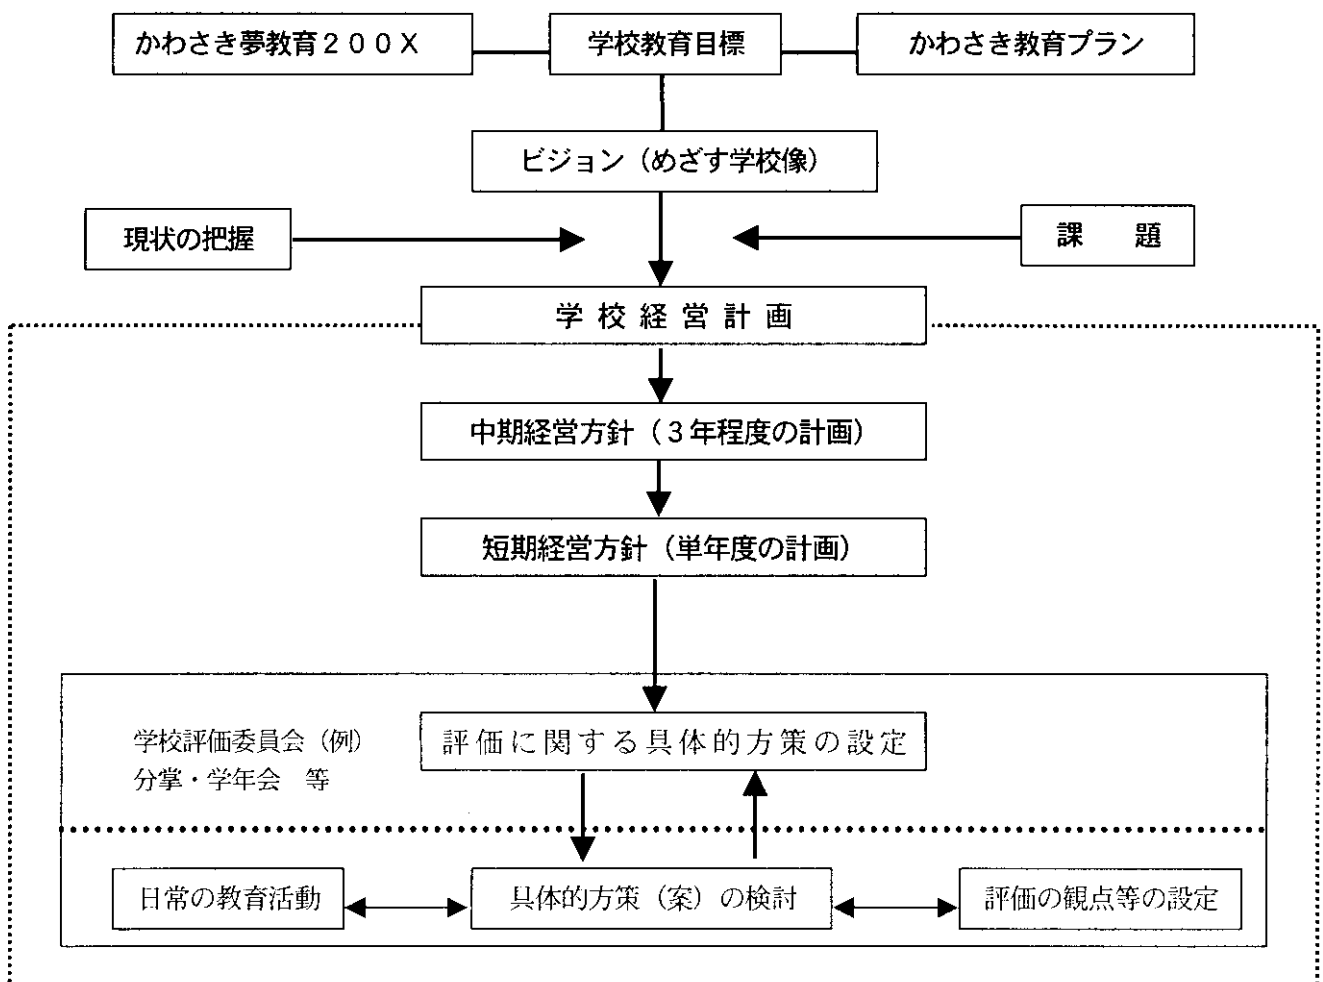 かわさき夢教育２００Ｘ
学校教育目標
かわさき教育プラン
ビジョン（めざす学校像）
現状の把握
課　題
学校経営計画
中期経営方針（３年程度の計画）
短期経営方針（単年度の計画）
学校評価委員会（例）
分掌・学年会　等
評価に関する具体的方策の設定
日常の教育活動
具体的方策（案）の検討
評価の観点等の設定